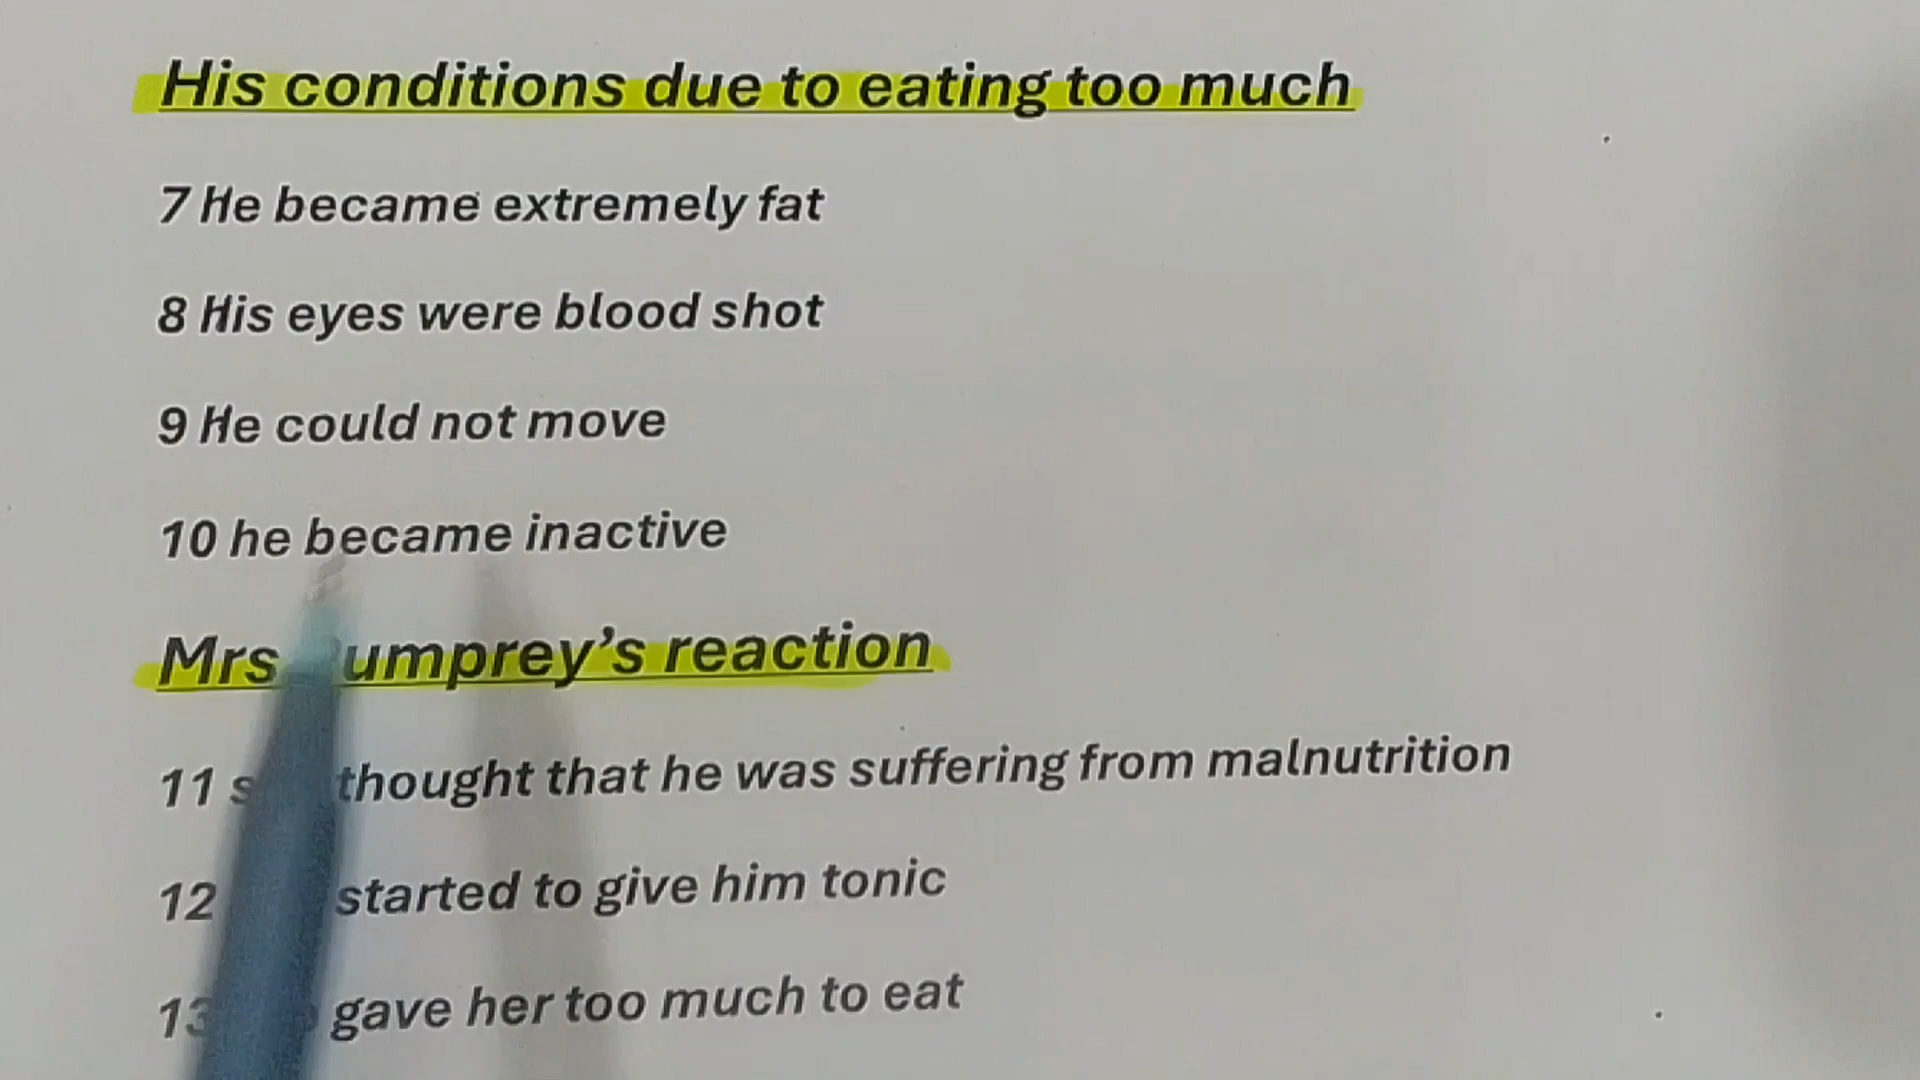 His conditions due to eating too much
7 He became extremely fat
8 His eyes were blood shot
9 He could not move
10 he became inactive
Mrs umprey's reaction
11 s thought that he was suffering from malnutrition
12 started to give him tonic
13 gave her too much to eat